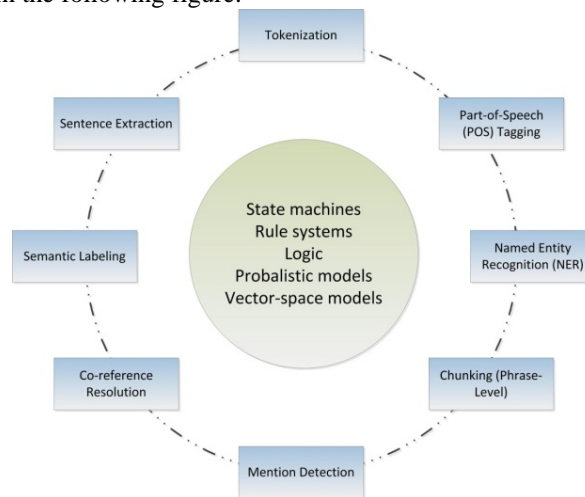 in the following figure.
Tokenization
Sentence Extraction
Part-of-Speech
(POS) Tagging
State machines
Rule systems
Logic
Probalistic models
Vector-space models
Semantic Labeling
Named Entity
Recognition (NER)
Co-reference
Resolution
Chunking (Phrase-
Level)
Mention Detection